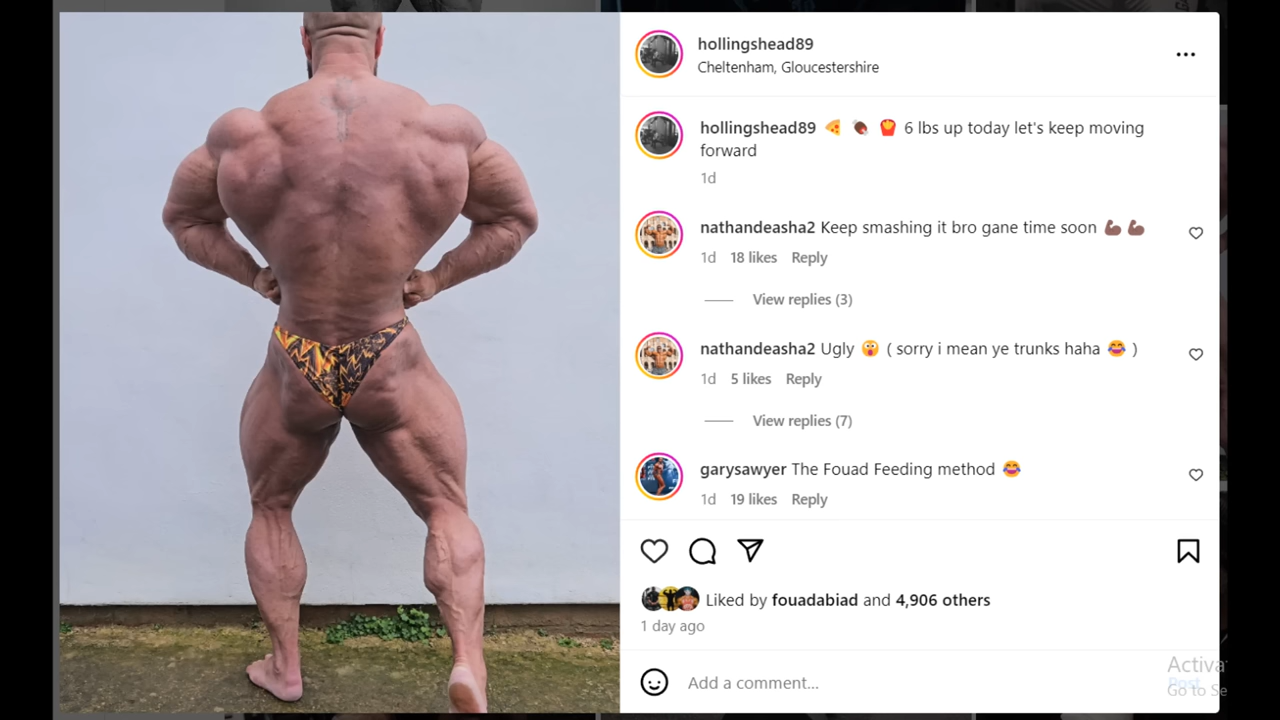 hollingshead89
Cheltenham, Gloucestershire
hollingshead89 🍕 🍗 🍟 6 lbs up today let's keep moving
forward
1d
nathandeasha2 Keep smashing it bro gane time soon 💪🏾 💪🏾
1d 18 likes Reply
View replies (3)
nathandeasha2 Ugly 😲 ( sorry i mean ye trunks haha 😂 )
1d 5 likes Reply
View replies (7)
garysawyer The Fouad Feeding method 😂
1d 19 likes Reply
Liked by fouadabiad and 4,906 others
1 day ago
Add a comment...
Post
Activa
Go to Se